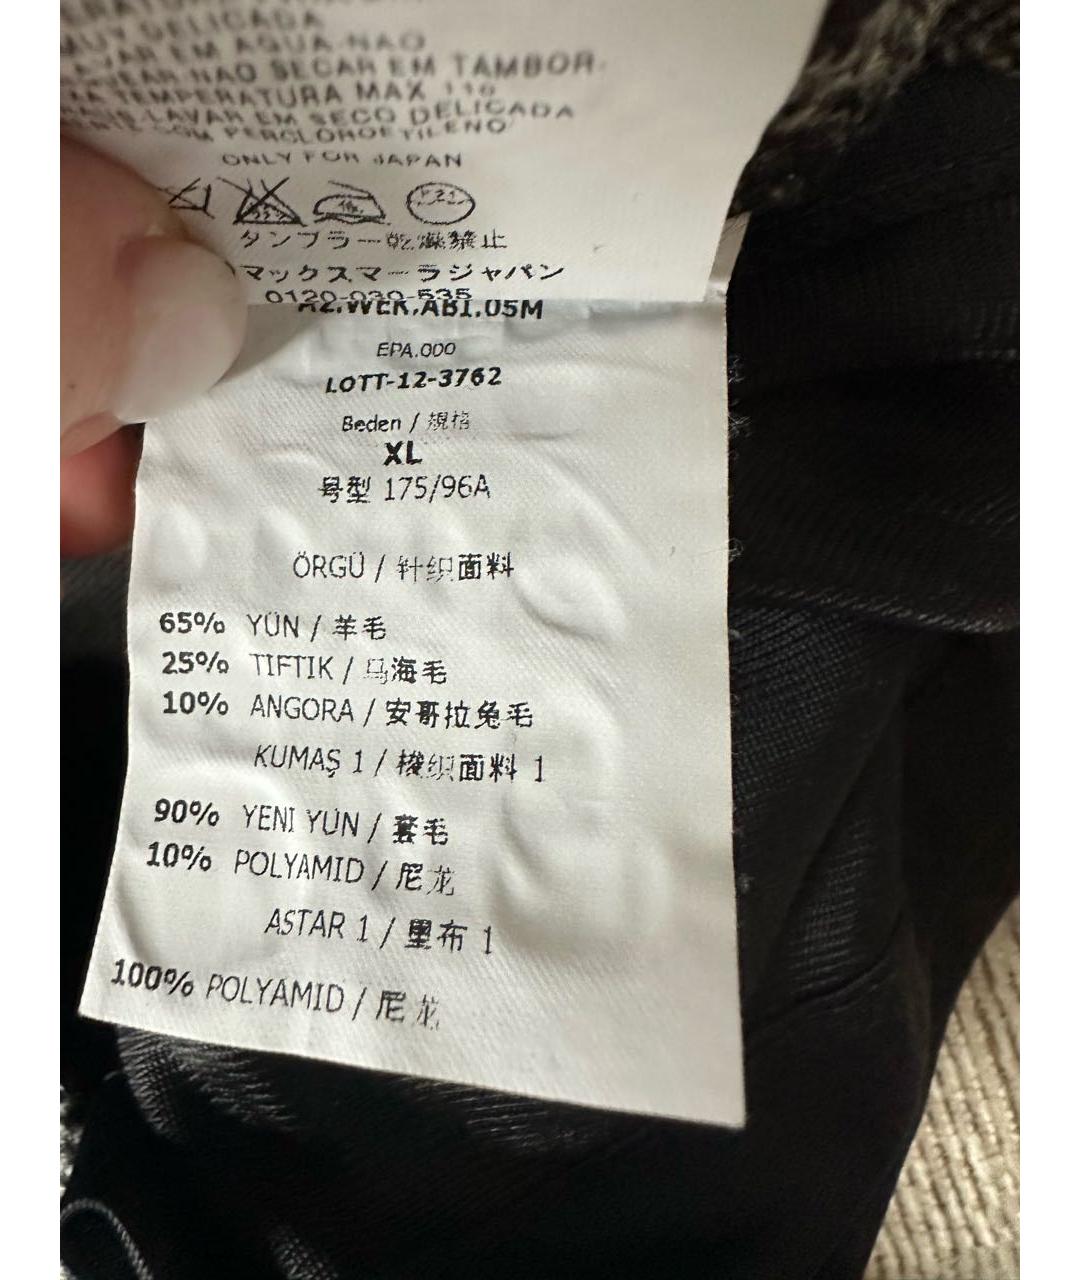 MUY DELICADA
LAVAR EM AGUA-NAO
NAO SECAR EM TAMBOR-
TEMPERATURA MAX 110
LAVAR EM SECO DELICADA
COM PERCLOROETILENO
ONLY FOR JAPAN
タンブラー乾燥禁止
マックスマーラジャパン
0120-030-535
.ABI.05M
EPA.000
LOTT-12-3762
Beden / 規格
XL
号型 175/96A
ÖRGÜ / 针织面料
65% YÜN / 羊毛
25% TIFTIK / 马海毛
10% ANGORA / 安哥拉兔毛
KUMAŞ 1 / 梭织面料 1
90% YENI YÜN / 套毛
10% POLYAMID / 尼龙
ASTAR 1 / 里布 1
100% POLYAMID / 尼龙